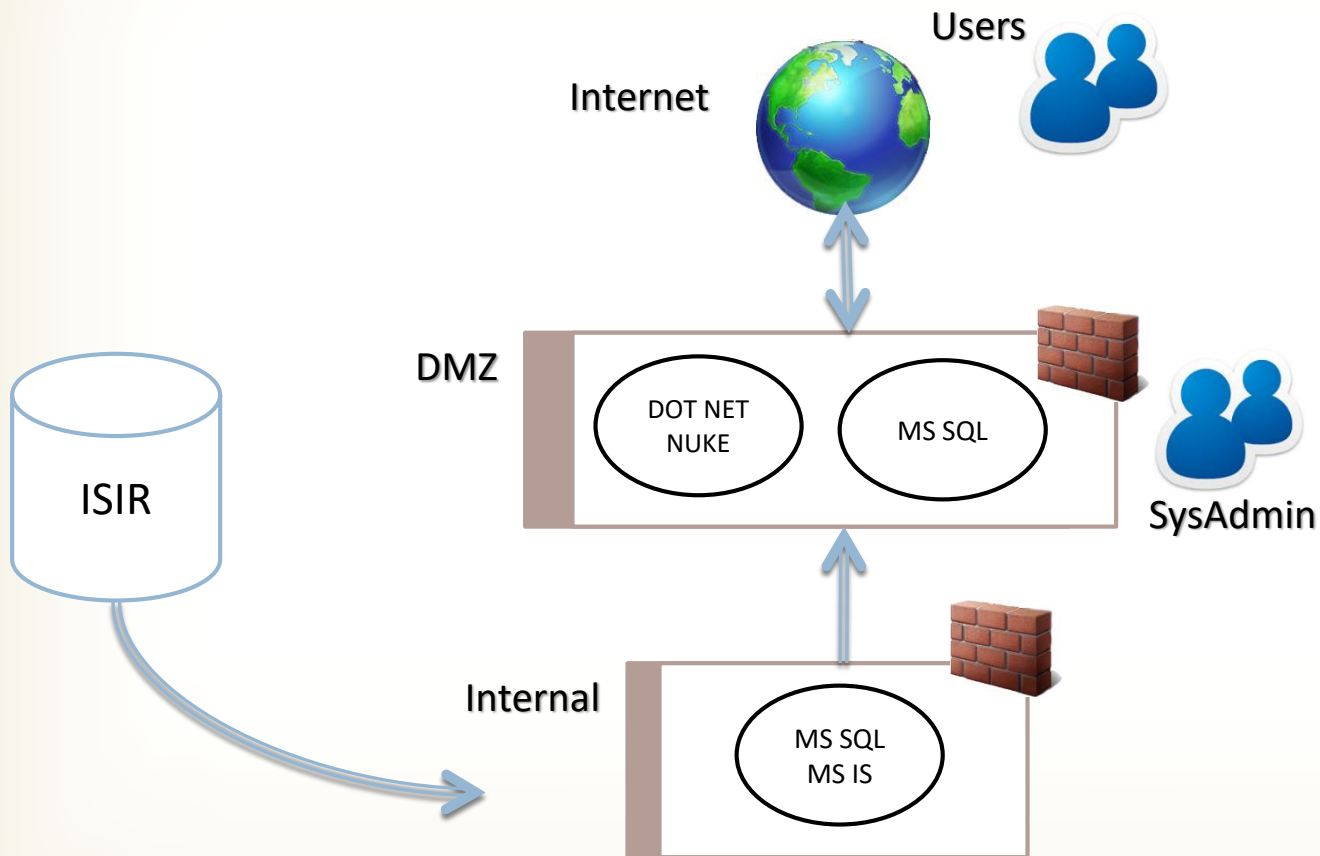 Users
Internet
DMZ
DOT NET
NUKE
MS SQL
ISIR
SysAdmin
Internal
MS SQL
MS IS